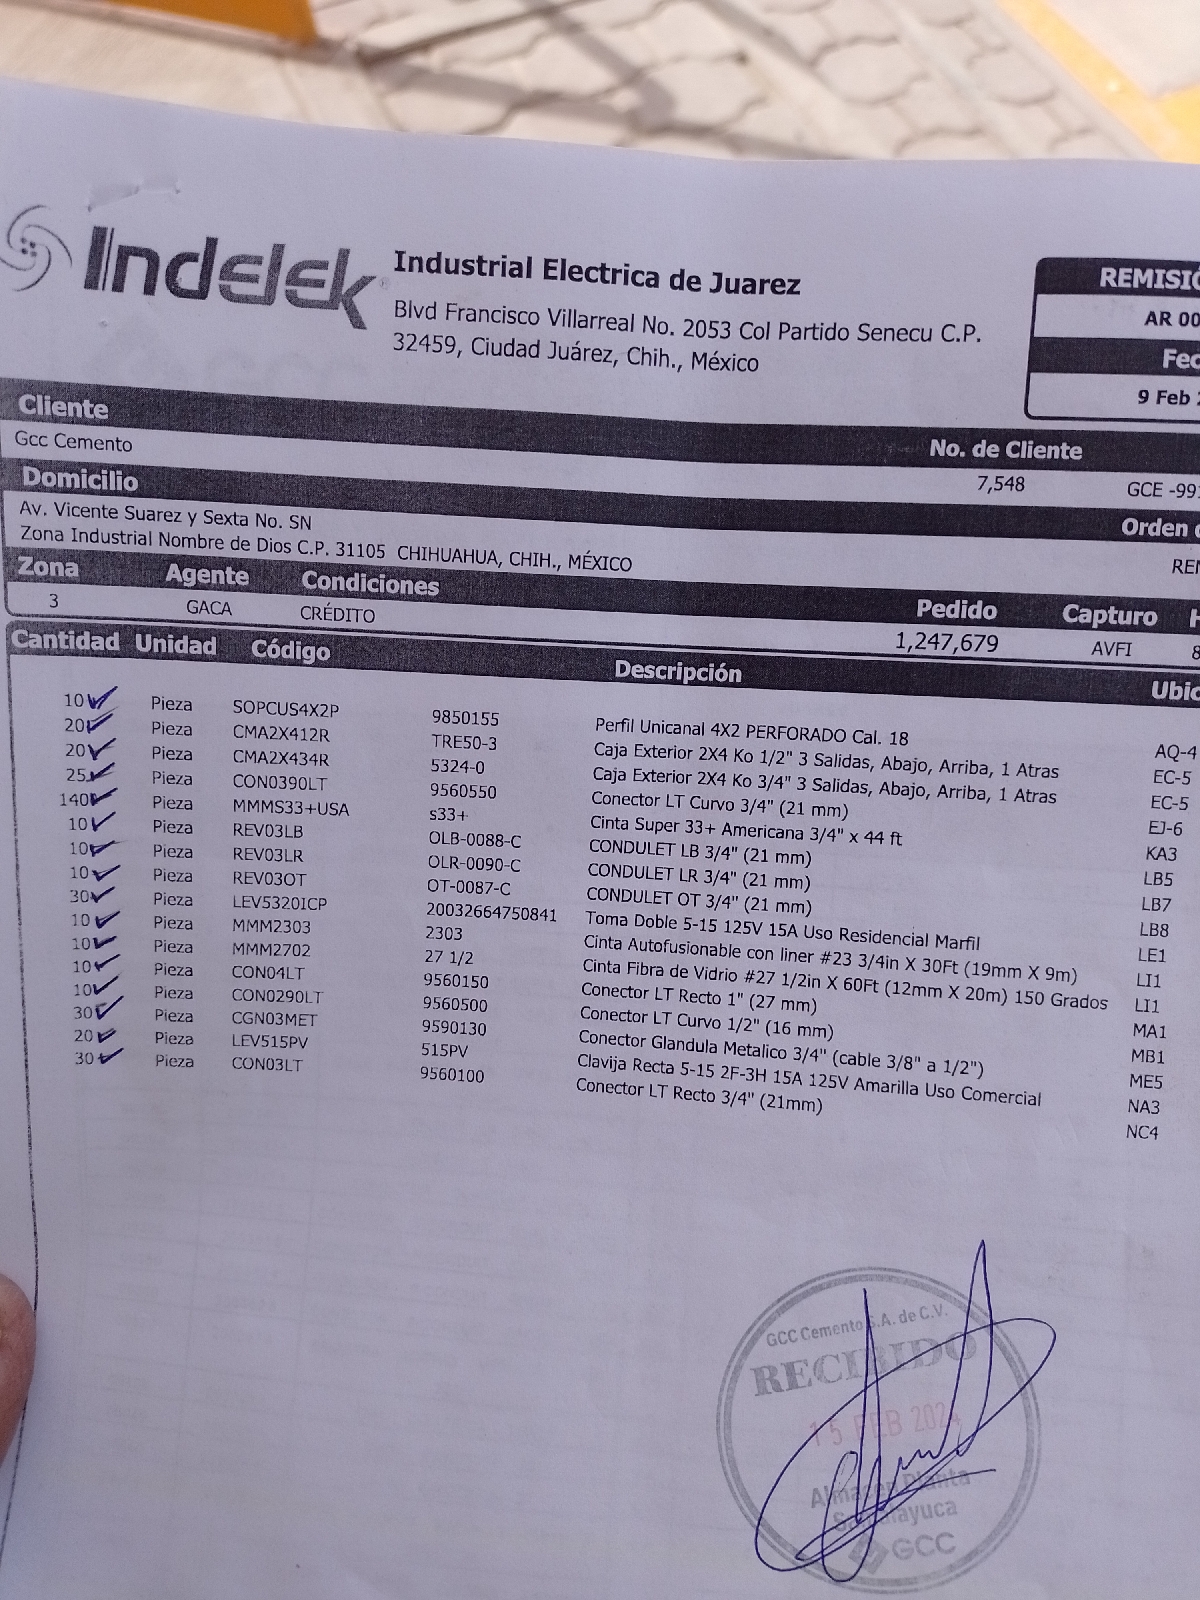 Indelek®
Industrial Electrica de Juarez
Blvd Francisco Villarreal No. 2053 Col Partido Senecu C.P.
32459, Ciudad Juárez, Chih., México
REMISIÓ
AR 00
Fec
9 Feb
Cliente No. de Cliente
Gcc Cemento 7,548 GCE -99
Domicilio Orden
Av. Vicente Suarez y Sexta No. SN
Zona Industrial Nombre de Dios C.P. 31105 CHIHUAHUA, CHIH., MÉXICO REM
Zona Agente Condiciones Pedido Capturo H
3 GACA CRÉDITO 1,247,679 AVFI 8
Cantidad Unidad Código Descripción Ubic
10 Pieza SOPCUS4X2P 9850155 Perfil Unicanal 4X2 PERFORADO Cal. 18 AQ-4
20 Pieza CMA2X412R TRE50-3 Caja Exterior 2X4 Ko 1/2" 3 Salidas, Abajo, Arriba, 1 Atras EC-5
20 Pieza CMA2X434R 5324-0 Caja Exterior 2X4 Ko 3/4" 3 Salidas, Abajo, Arriba, 1 Atras EC-5
25 Pieza CON0390LT 9560550 Conector LT Curvo 3/4" (21 mm) EJ-6
140 Pieza MMMS33+USA s33+ Cinta Super 33+ Americana 3/4" x 44 ft KA3
10 Pieza REV03LB OLB-0088-C CONDULET LB 3/4" (21 mm) LB5
10 Pieza REV03LR OLR-0090-C CONDULET LR 3/4" (21 mm) LB7
10 Pieza REV03OT OT-0087-C CONDULET OT 3/4" (21 mm) LB8
30 Pieza LEV5320ICP 20032664750841 Toma Doble 5-15 125V 15A Uso Residencial Marfil LE1
10 Pieza MMM2303 2303 Cinta Autofusionable con liner #23 3/4in X 30Ft (19mm X 9m) LI1
10 Pieza MMM2702 27 1/2 Cinta Fibra de Vidrio #27 1/2in X 60Ft (12mm X 20m) 150 Grados LI1
10 Pieza CON04LT 9560150 Conector LT Recto 1" (27 mm) MA1
10 Pieza CON0290LT 9560500 Conector LT Curvo 1/2" (16 mm) MB1
30 Pieza CGN03MET 9590130 Conector Glandula Metalico 3/4" (cable 3/8" a 1/2") ME5
20 Pieza LEV515PV 515PV Clavija Recta 5-15 2F-3H 15A 125V Amarilla Uso Comercial NA3
30 Pieza CON03LT 9560100 Conector LT Recto 3/4" (21mm) NC4
GCC Cemento S.A. de C.V.
RECIBIDO
15 FEB 2024
Almacen Planta
Samalayuca
GCC